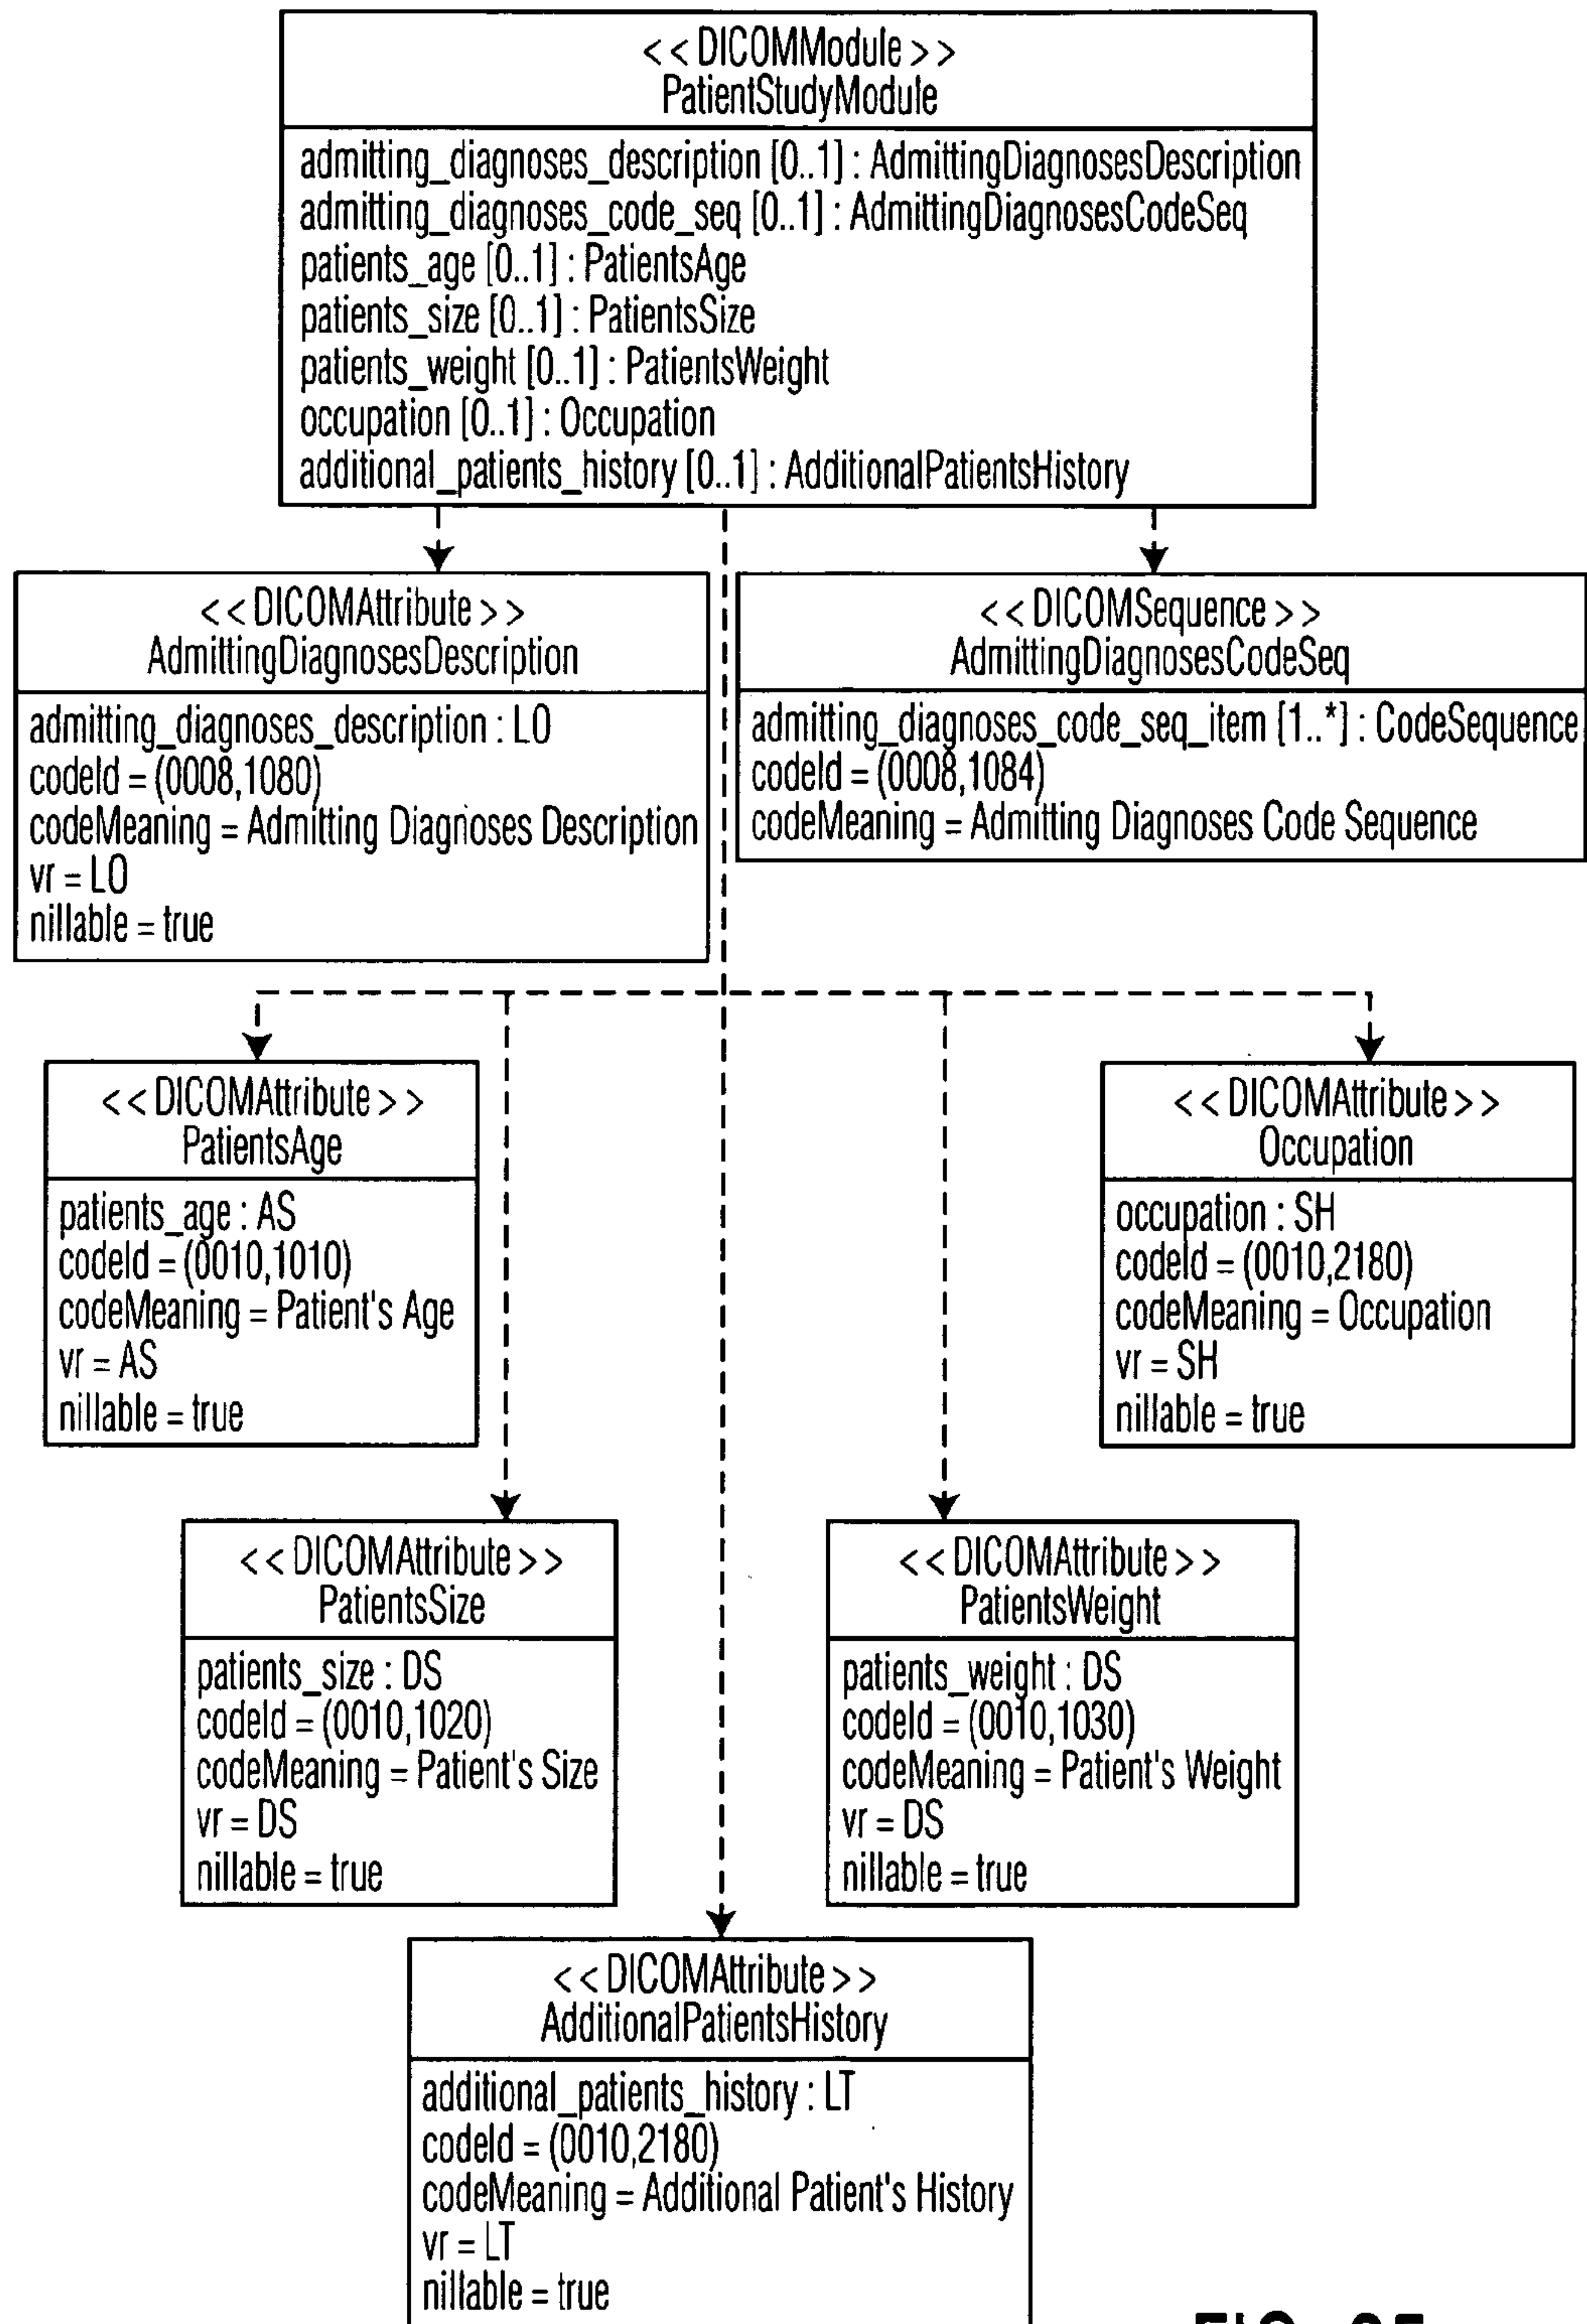 <<DICOMModule>>
PatientStudyModule
admitting_diagnoses_description [0..1] : AdmittingDiagnosesDescription
admitting_diagnoses_code_seq [0..1] : AdmittingDiagnosesCodeSeq
patients_age [0..1] : PatientsAge
patients_size [0..1] : PatientsSize
patients_weight [0..1] : PatientsWeight
occupation [0..1] : Occupation
additional_patients_history [0..1] : AdditionalPatientsHistory
<<DICOMAttribute>>
AdmittingDiagnosesDescription
admitting_diagnoses_description : LO
codeId = (0008,1080)
codeMeaning = Admitting Diagnoses Description
vr = LO
nillable = true
<<DICOMSequence>>
AdmittingDiagnosesCodeSeq
admitting_diagnoses_code_seq_item [1..*] : CodeSequence
codeId = (0008,1084)
codeMeaning = Admitting Diagnoses Code Sequence
<<DICOMAttribute>>
PatientsAge
patients_age : AS
codeId = (0010,1010)
codeMeaning = Patient's Age
vr = AS
nillable = true
<<DICOMAttribute>>
Occupation
occupation : SH
codeId = (0010,2180)
codeMeaning = Occupation
vr = SH
nillable = true
<<DICOMAttribute>>
PatientsSize
patients_size : DS
codeId = (0010,1020)
codeMeaning = Patient's Size
vr = DS
nillable = true
<<DICOMAttribute>>
PatientsWeight
patients_weight : DS
codeId = (0010,1030)
codeMeaning = Patient's Weight
vr = DS
nillable = true
<<DICOMAttribute>>
AdditionalPatientsHistory
additional_patients_history : LT
codeId = (0010,2180)
codeMeaning = Additional Patient's History
vr = LT
nillable = true